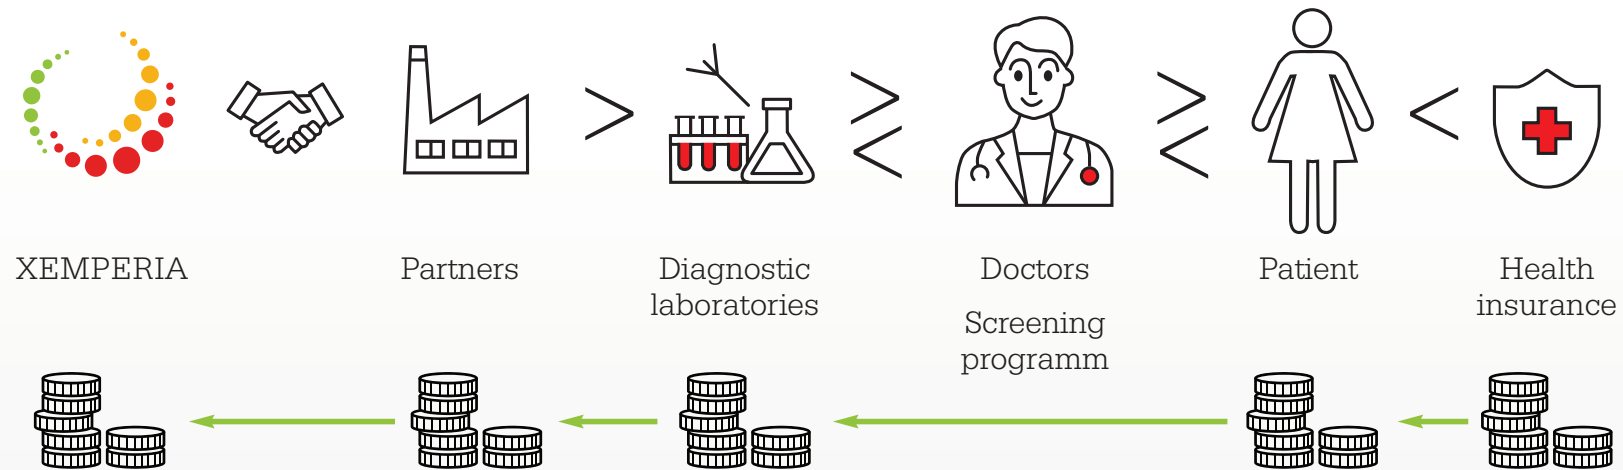 XEMPERIA
Partners
Diagnostic
laboratories
Doctors
Screening
programm
Patient
Health
insurance